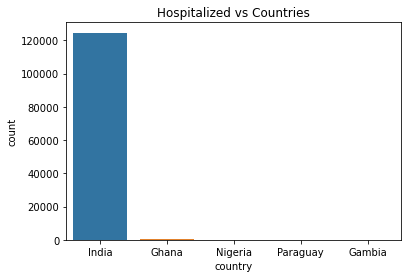 Hospitalized vs Countries
120000
100000
80000
60000
40000
20000
0
count
India Ghana Nigeria Paraguay Gambia
country